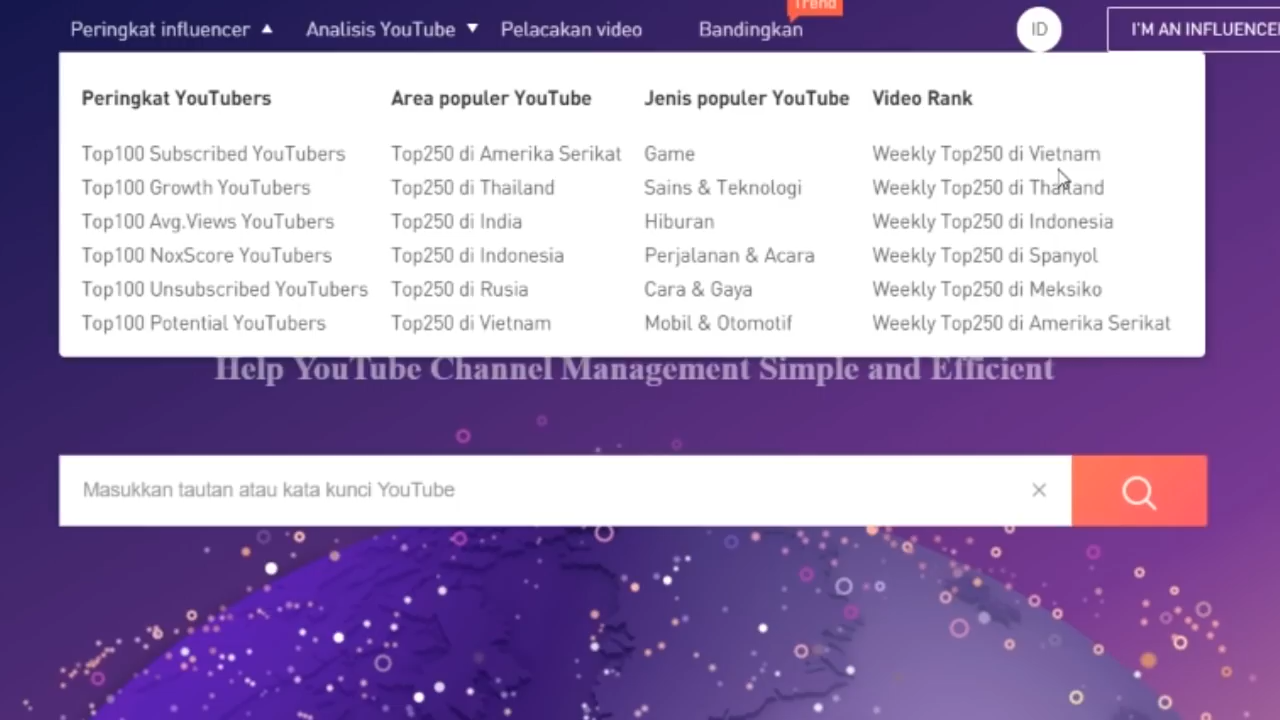 Trend
Peringkat influencer Analisis YouTube Pelacakan video Bandingkan ID I'M AN INFLUENCER
Peringkat YouTubers Area populer YouTube Jenis populer YouTube Video Rank
Top100 Subscribed YouTubers Top250 di Amerika Serikat Game Weekly Top250 di Vietnam
Top100 Growth YouTubers Top250 di Thailand Sains & Teknologi Weekly Top250 di Thailand
Top100 Avg.Views YouTubers Top250 di India Hiburan Weekly Top250 di Indonesia
Top100 NoxScore YouTubers Top250 di Indonesia Perjalanan & Acara Weekly Top250 di Spanyol
Top100 Unsubscribed YouTubers Top250 di Rusia Cara & Gaya Weekly Top250 di Meksiko
Top100 Potential YouTubers Top250 di Vietnam Mobil & Otomotif Weekly Top250 di Amerika Serikat
Help YouTube Channel Management Simple and Efficient
Masukkan tautan atau kata kunci YouTube